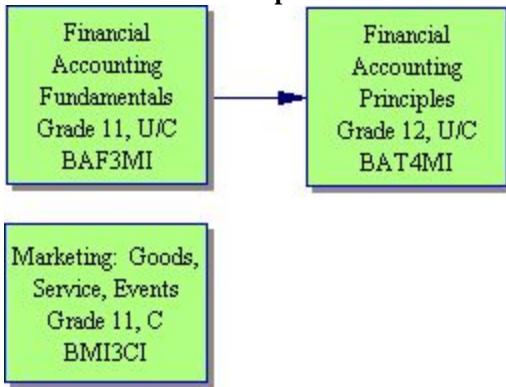 Financial
Accounting
Fundamentals
Grade 11, U/C
BAF3MI
Financial
Accounting
Principles
Grade 12, U/C
BAT4MI
Marketing: Goods,
Service, Events
Grade 11, C
BMI3CI